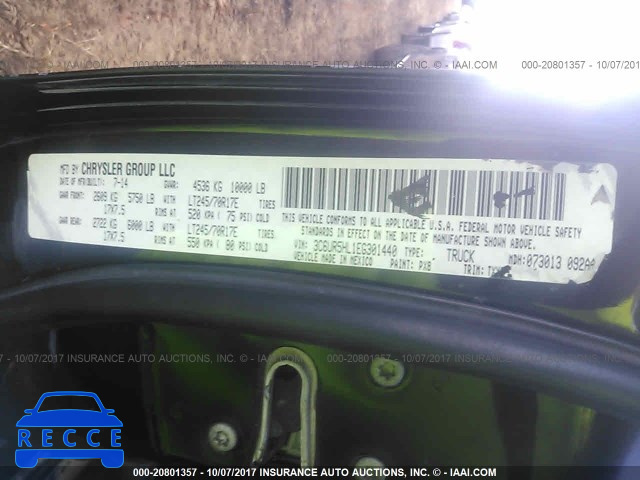 000-20801357 - 10/07/2017 INSURANCE AUTO AUCTIONS, INC. - © - IAAI.COM
MFD BY CHRYSLER GROUP LLC
DATE OF MFR/BUILT: 7-14 GVWR: 4536 KG 10000 LB
GAWR FRONT: 2609 KG 5750 LB WITH LT245/70R17E TIRES
17X7.5 RIMS AT 520 KPA ( 75 PSI) COLD
GAWR REAR: 2722 KG 6000 LB WITH LT245/70R17E TIRES
17X7.5 RIMS AT 550 KPA ( 80 PSI) COLD
THIS VEHICLE CONFORMS TO ALL APPLICABLE U.S.A. FEDERAL MOTOR VEHICLE SAFETY
STANDARDS IN EFFECT ON THE DATE OF MANUFACTURE SHOWN ABOVE.
VIN: 3C6UR5HL1EG301440 TYPE: TRUCK MDH: 073013 092AA
VEHICLE MADE IN MEXICO PAINT: PXB TRIM:
000-20801357 - 10/07/2017 INSURANCE AUTO AUCTIONS, INC. - © - IAAI.COM
RECCE
000-20801357 - 10/07/2017 INSURANCE AUTO AUCTIONS, INC. - © - IAAI.COM